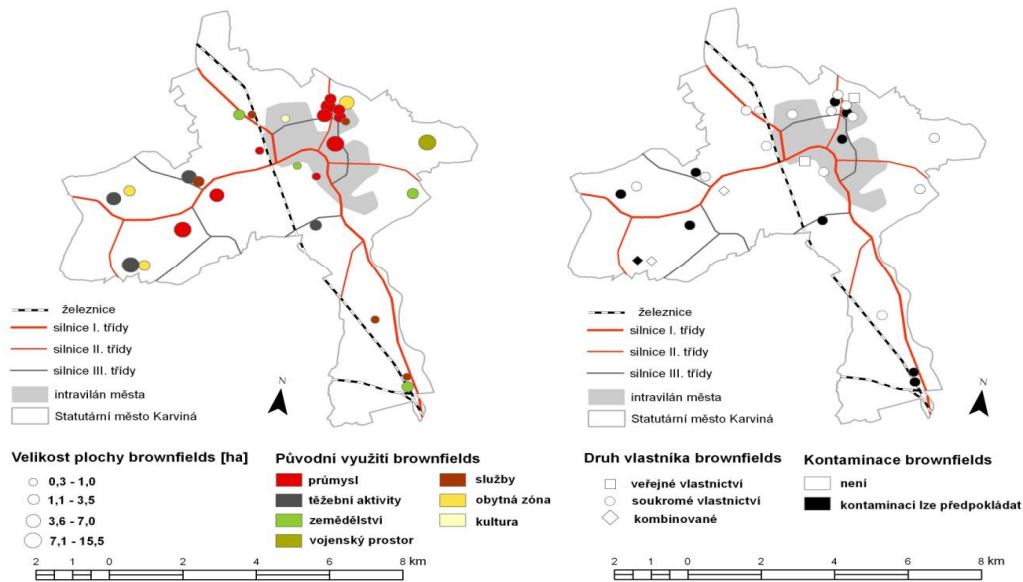 N
železnice
silnice I. třídy
silnice II. třídy
silnice III. třídy
intravilán města
Statutární město Karviná
Velikost plochy brownfields [ha]
0,3 - 1,0
1,1 - 3,5
3,6 - 7,0
7,1 - 15,5
Původní využiti brownfields
průmysl
těžební aktivity
zemědělství
vojenský prostor
služby
obytná zóna
kultura
2 1 0 2 4 6 8 km
N
železnice
silnice I. třídy
silnice II. třídy
silnice III. třídy
intravilán města
Statutární město Karviná
Druh vlastníka brownfields
veřejné vlastnictví
soukromé vlastnictví
kombinované
Kontaminace brownfields
není
kontaminaci lze předpokládat
2 1 0 2 4 6 8 km